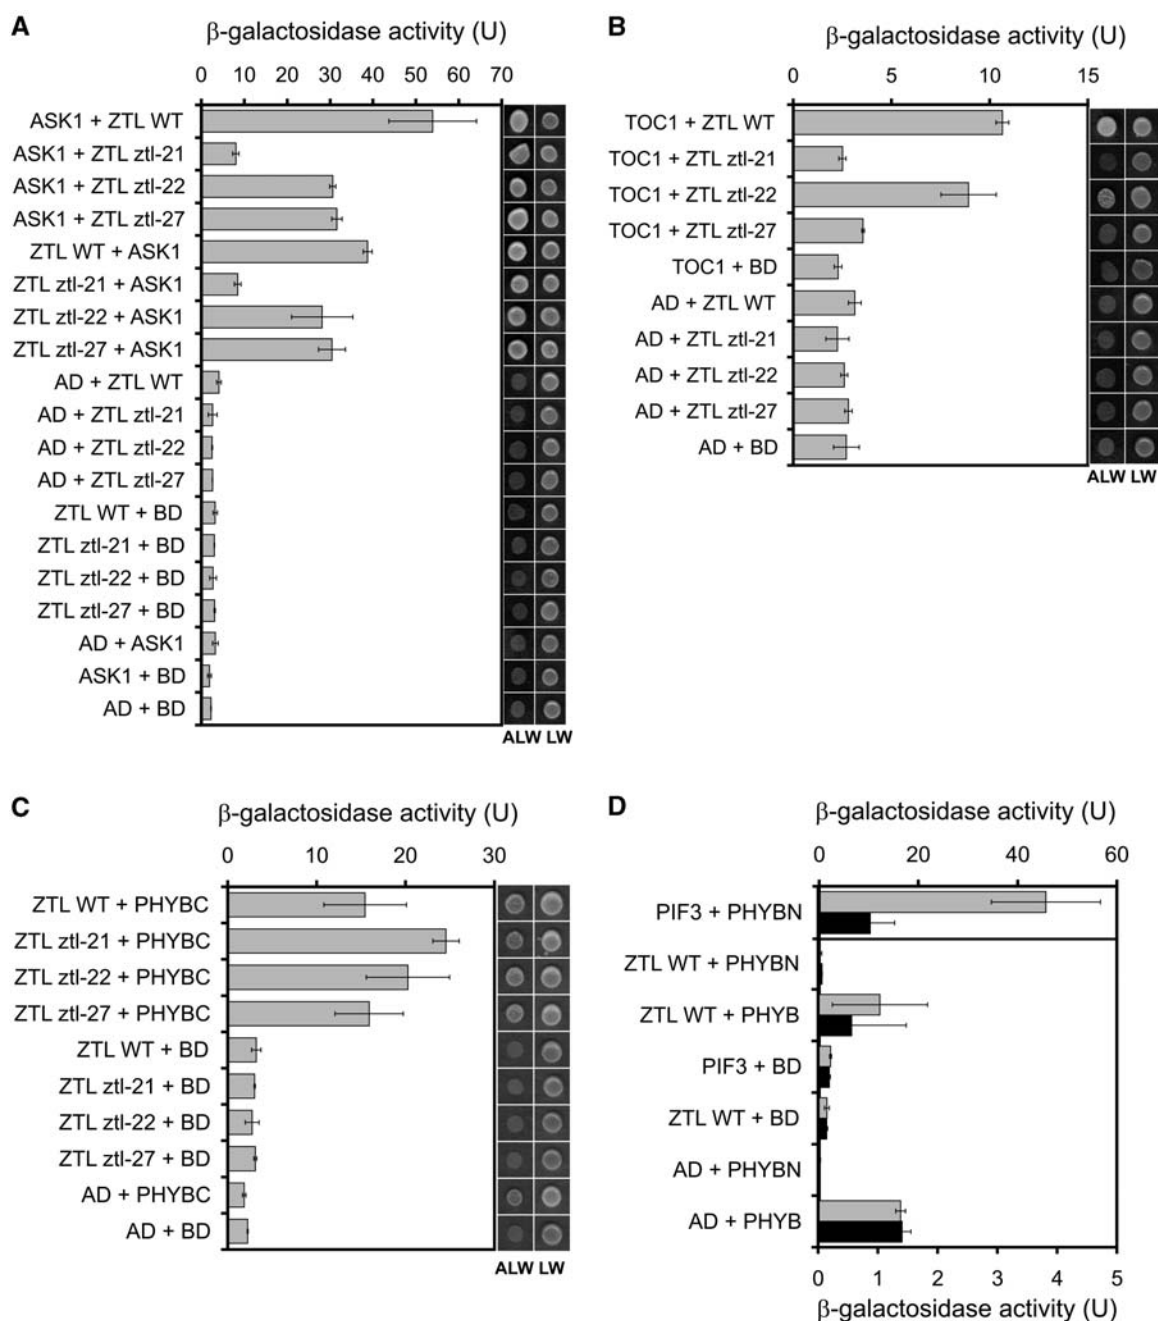 A
β-galactosidase activity (U)
0 10 20 30 40 50 60 70
ASK1 + ZTL WT
ASK1 + ZTL ztl-21
ASK1 + ZTL ztl-22
ASK1 + ZTL ztl-27
ZTL WT + ASK1
ZTL ztl-21 + ASK1
ZTL ztl-22 + ASK1
ZTL ztl-27 + ASK1
AD + ZTL WT
AD + ZTL ztl-21
AD + ZTL ztl-22
AD + ZTL ztl-27
ZTL WT + BD
ZTL ztl-21 + BD
ZTL ztl-22 + BD
ZTL ztl-27 + BD
AD + ASK1
ASK1 + BD
AD + BD
ALW LW
B
β-galactosidase activity (U)
0 5 10 15
TOC1 + ZTL WT
TOC1 + ZTL ztl-21
TOC1 + ZTL ztl-22
TOC1 + ZTL ztl-27
TOC1 + BD
AD + ZTL WT
AD + ZTL ztl-21
AD + ZTL ztl-22
AD + ZTL ztl-27
AD + BD
ALW LW
C
β-galactosidase activity (U)
0 10 20 30
ZTL WT + PHYBC
ZTL ztl-21 + PHYBC
ZTL ztl-22 + PHYBC
ZTL ztl-27 + PHYBC
ZTL WT + BD
ZTL ztl-21 + BD
ZTL ztl-22 + BD
ZTL ztl-27 + BD
AD + PHYBC
AD + BD
ALW LW
D
β-galactosidase activity (U)
0 20 40 60
PIF3 + PHYBN
ZTL WT + PHYBN
ZTL WT + PHYB
PIF3 + BD
ZTL WT + BD
AD + PHYBN
AD + PHYB
0 1 2 3 4 5
β-galactosidase activity (U)